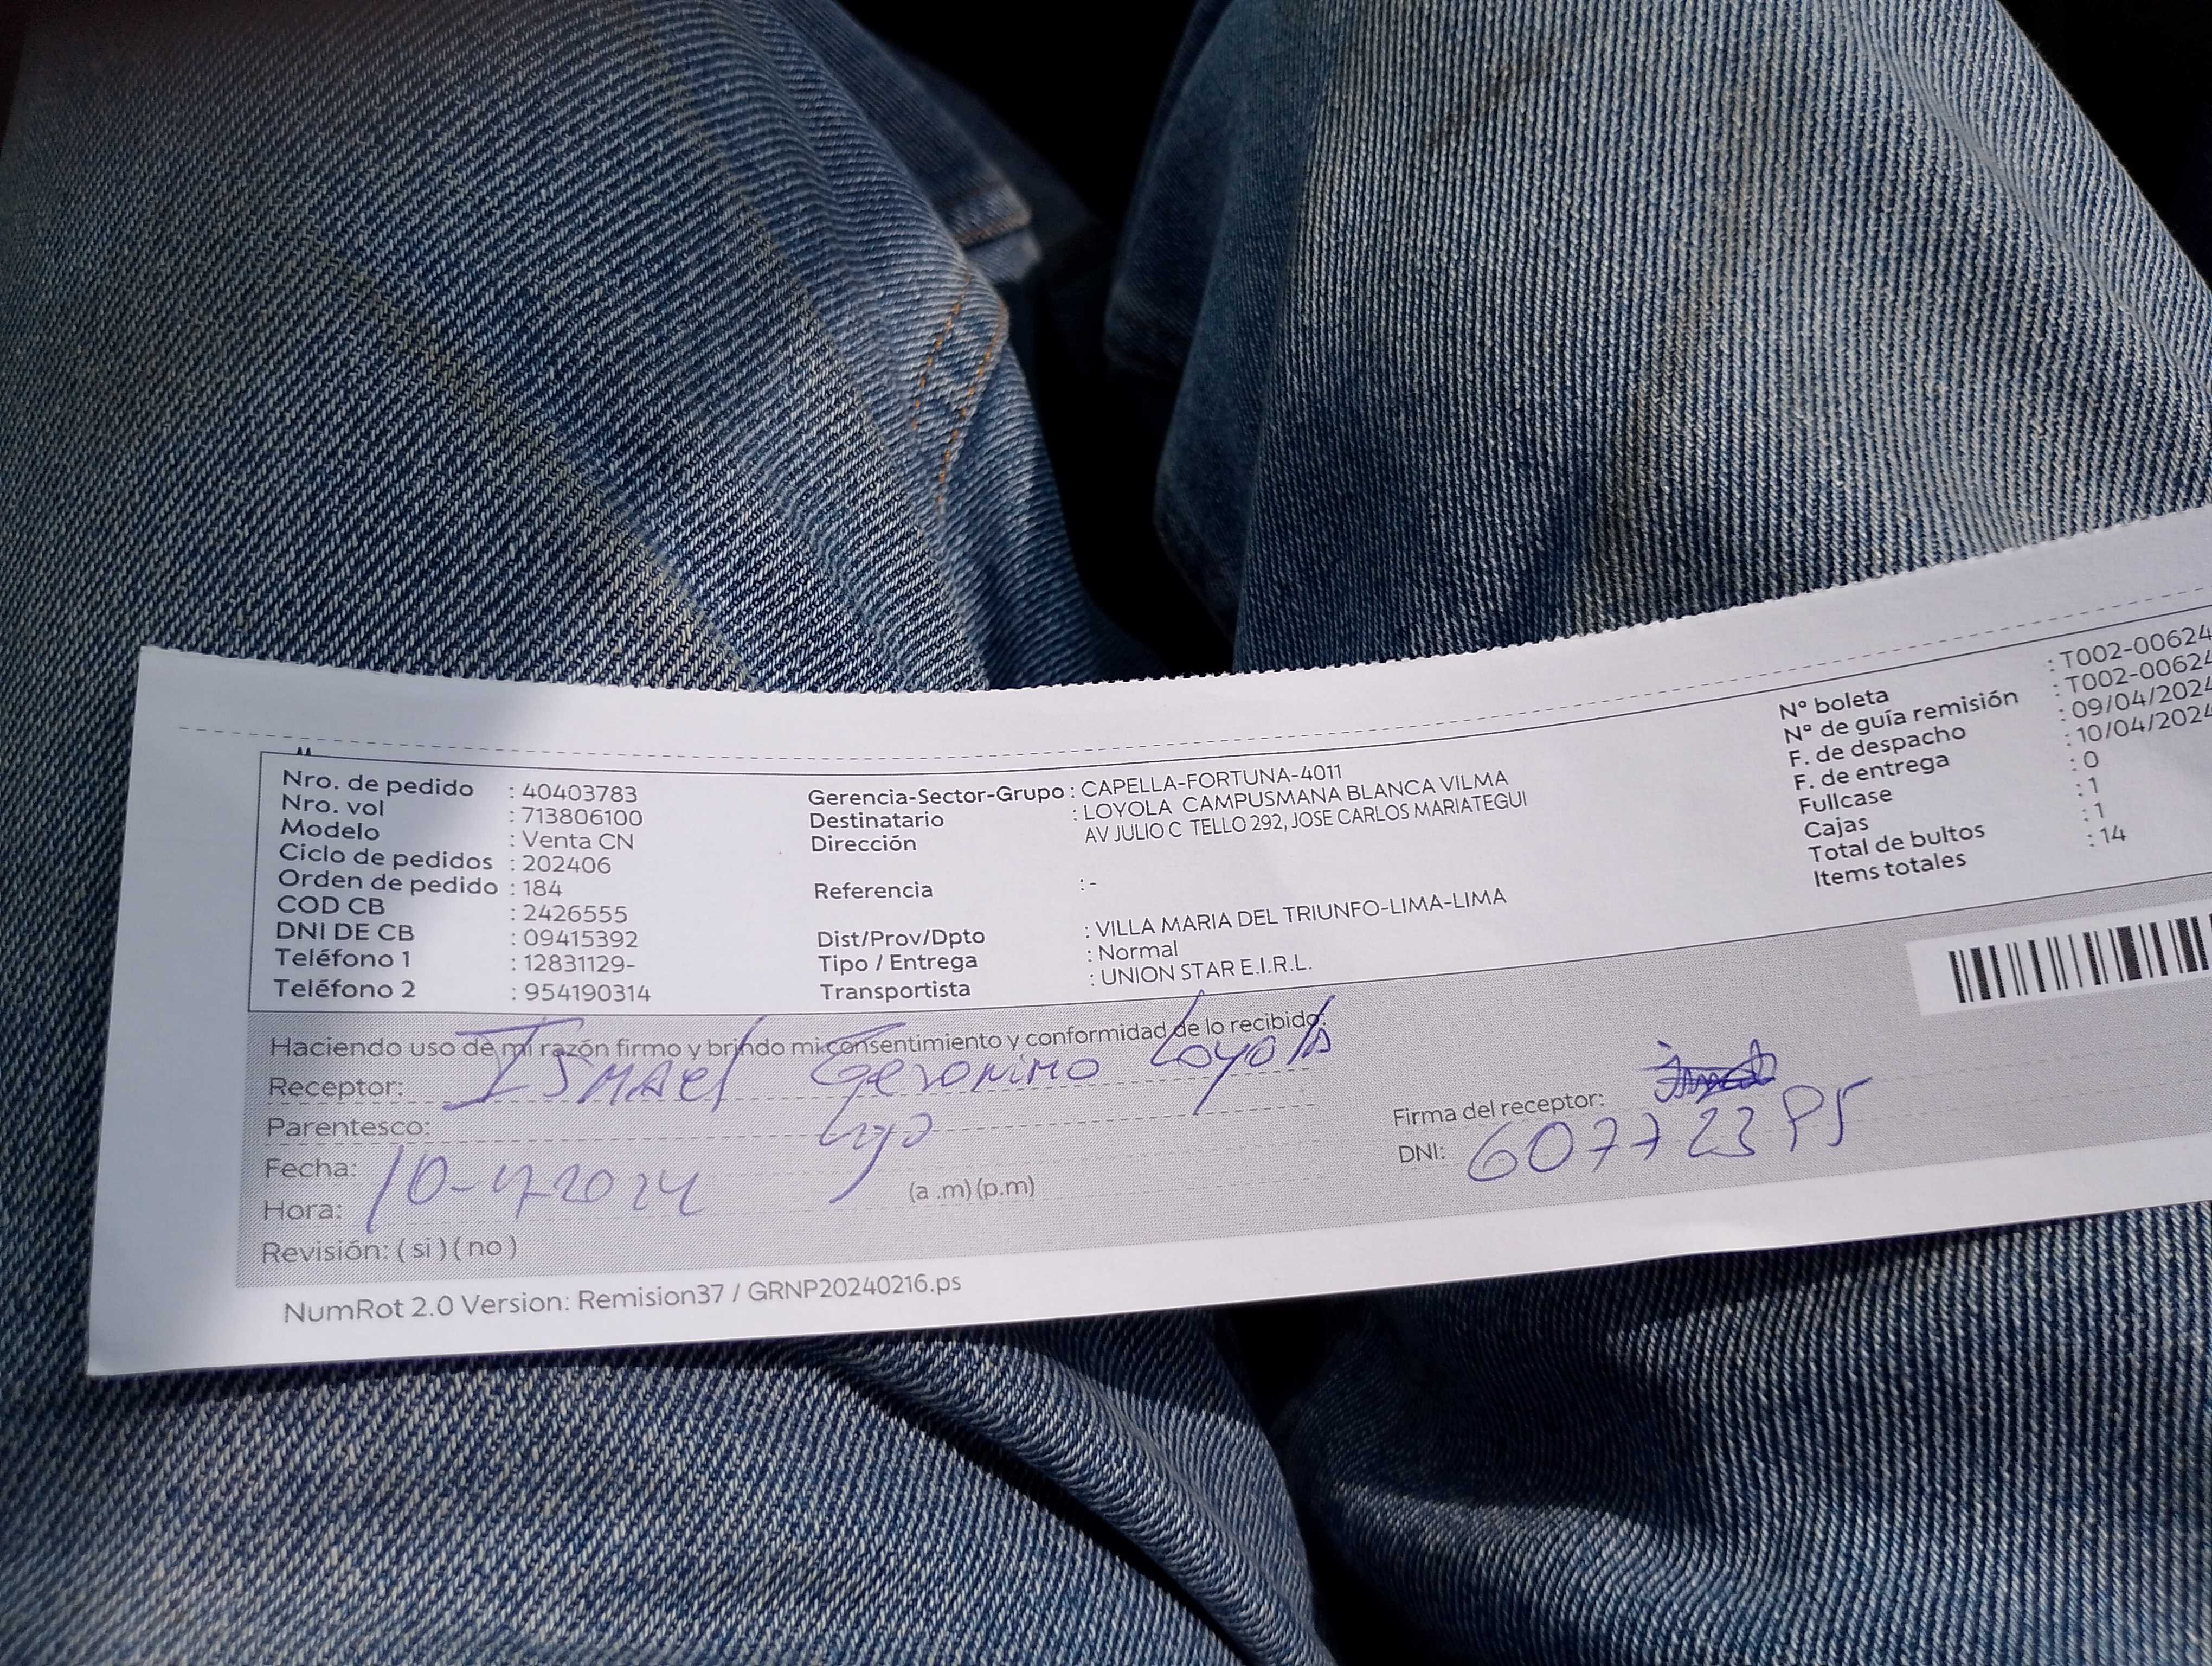 Nro. de pedido : 40403783
Nro. vol : 713806100
Modelo : Venta CN
Ciclo de pedidos : 202406
Orden de pedido : 184
COD CB : 2426555
DNI DE CB : 09415392
Teléfono 1 : 12831129-
Teléfono 2 : 954190314
Gerencia-Sector-Grupo : CAPELLA-FORTUNA-4011
Destinatario : LOYOLA CAMPUSMANA BLANCA VILMA
Dirección AV JULIO C TELLO 292, JOSE CARLOS MARIATEGUI
Referencia : -
Dist/Prov/Dpto : VILLA MARIA DEL TRIUNFO-LIMA-LIMA
Tipo / Entrega : Normal
Transportista : UNION STAR E.I.R.L.
N° boleta : T002-00624
N° de guía remisión : T002-00624
F. de despacho : 09/04/2024
F. de entrega : 10/04/2024
Fullcase : 0
Cajas : 1
Total de bultos : 1
Items totales : 14
Haciendo uso de mi razón firmo y brindo mi consentimiento y conformidad de lo recibido.
Receptor: ISMAel Geronimo Loyola
Parentesco:
Fecha: 10-4-2024
Hora: (a .m) (p.m)
Revisión: ( si ) ( no )
Firma del receptor:
DNI:
NumRot 2.0 Version: Remision37 / GRNP20240216.ps